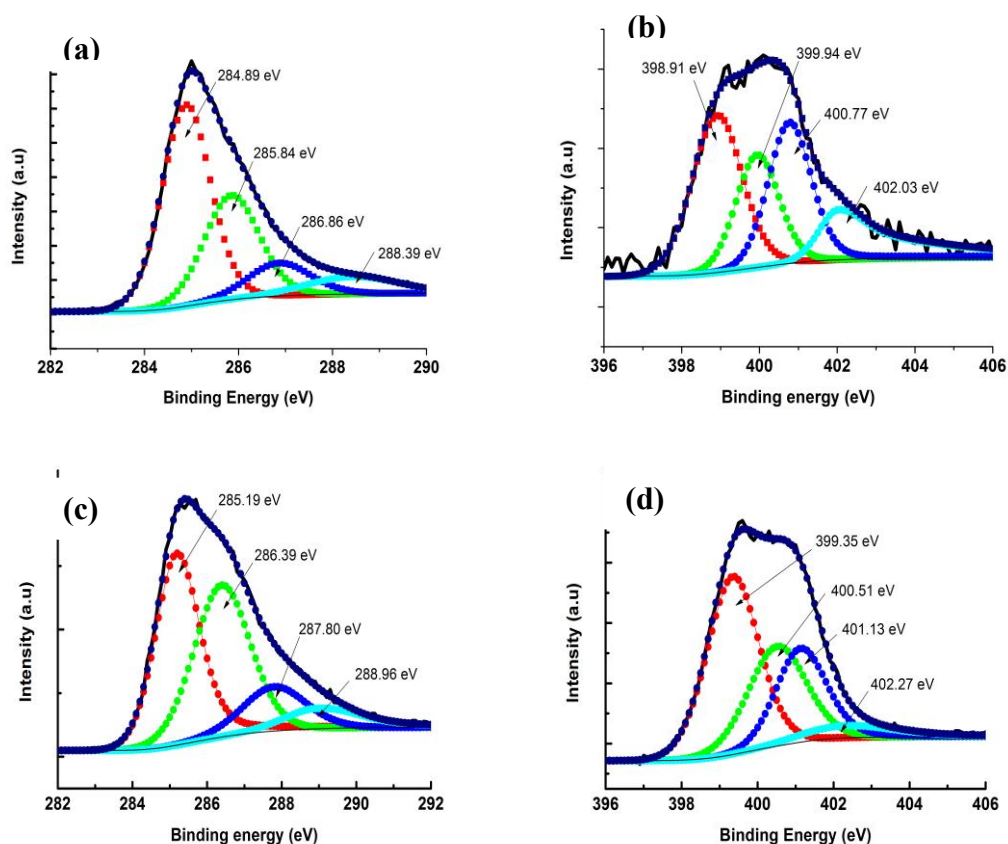 (a)
284.89 eV
285.84 eV
286.86 eV
288.39 eV
Intensity (a.u)
282 284 286 288 290
Binding Energy (eV)
(b)
398.91 eV
399.94 eV
400.77 eV
402.03 eV
Intensity (a.u)
396 398 400 402 404 406
Binding energy (eV)
(c)
285.19 eV
286.39 eV
287.80 eV
288.96 eV
Intensity (a.u)
282 284 286 288 290 292
Binding energy (eV)
(d)
399.35 eV
400.51 eV
401.13 eV
402.27 eV
Intensity (a.u)
396 398 400 402 404 406
Binding Energy (eV)